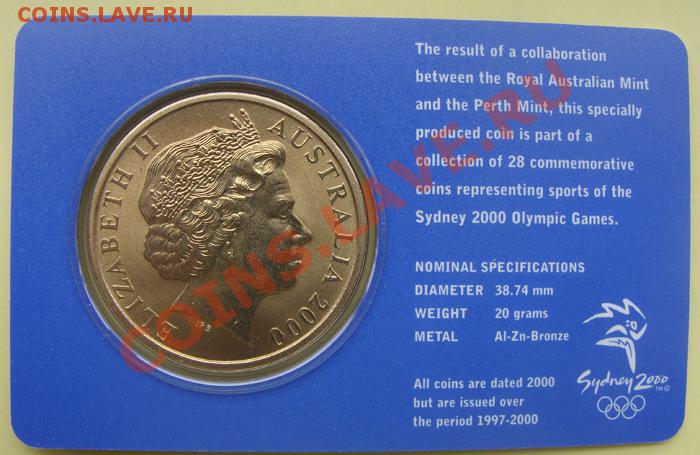 COINS.LAVE.RU
The result of a collaboration
between the Royal Australian Mint
and the Perth Mint, this specially
produced coin is part of a
collection of 28 commemorative
coins representing sports of the
Sydney 2000 Olympic Games.
NOMINAL SPECIFICATIONS
DIAMETER 38.74 mm
WEIGHT 20 grams
METAL Al-Zn-Bronze
All coins are dated 2000
but are issued over
the period 1997-2000
Sydney 2000
TM ©
ELIZABETH II AUSTRALIA 2000
IRB
COINS.LAVE.RU